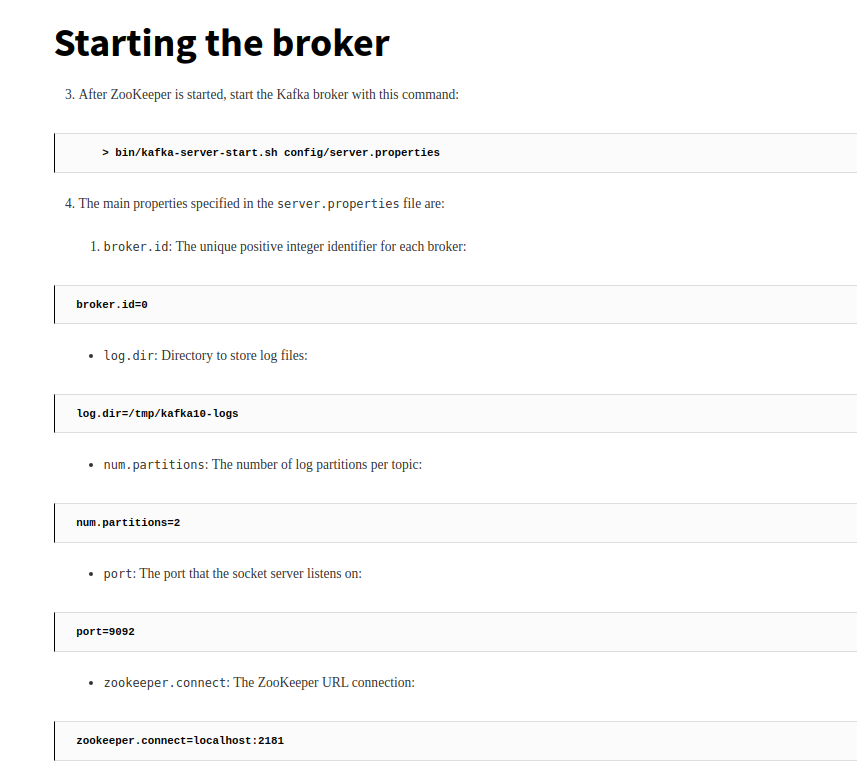 Starting the broker
3. After ZooKeeper is started, start the Kafka broker with this command:
> bin/kafka-server-start.sh config/server.properties
4. The main properties specified in the server.properties file are:
1. broker.id: The unique positive integer identifier for each broker:
broker.id=0
• log.dir: Directory to store log files:
log.dir=/tmp/kafka10-logs
• num.partitions: The number of log partitions per topic:
num.partitions=2
• port: The port that the socket server listens on:
port=9092
• zookeeper.connect: The ZooKeeper URL connection:
zookeeper.connect=localhost:2181